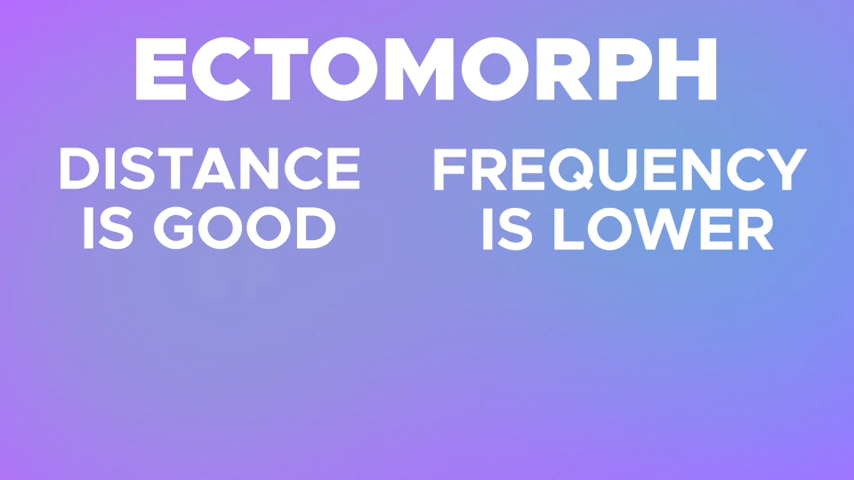 ECTOMORPH
DISTANCE
IS GOOD
FREQUENCY
IS LOWER